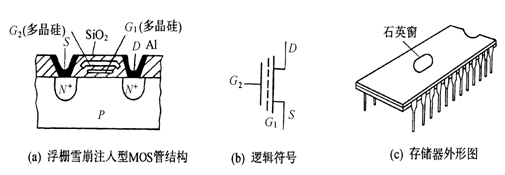 G₂(多晶硅) S SiO₂ G₁(多晶硅) D Al
N⁺ N⁺
P
(a) 浮栅雪崩注入型MOS管结构
D
G₂
G₁ S
(b) 逻辑符号
石英窗
(c) 存储器外形图